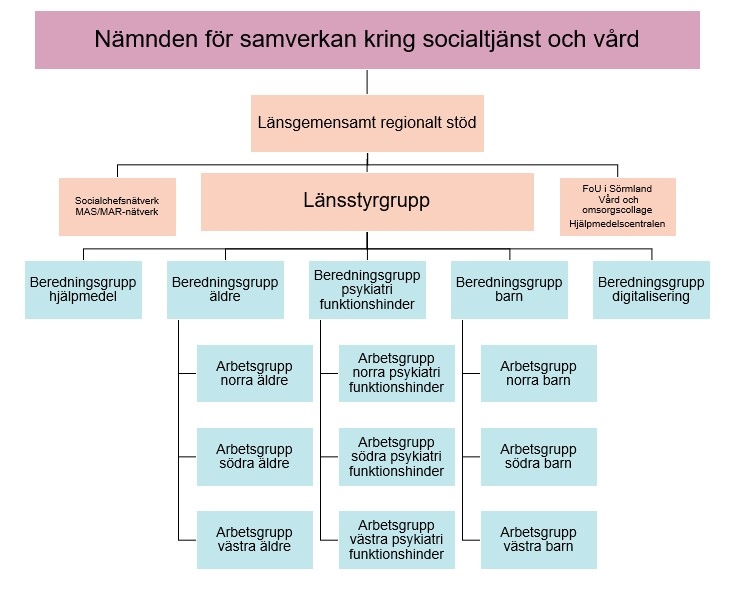 Nämnden för samverkan kring socialtjänst och vård
Länsgemensamt regionalt stöd
Socialchefsnätverk
MAS/MAR-nätverk
Länsstyrgrupp
FoU i Sörmland
Vård och
omsorgscollage
Hjälpmedelscentralen
Beredningsgrupp
hjälpmedel
Beredningsgrupp
äldre
Beredningsgrupp
psykiatri
funktionshinder
Beredningsgrupp
barn
Beredningsgrupp
digitalisering
Arbetsgrupp
norra äldre
Arbetsgrupp
norra psykiatri
funktionshinder
Arbetsgrupp
norra barn
Arbetsgrupp
södra äldre
Arbetsgrupp
södra psykiatri
funktionshinder
Arbetsgrupp
södra barn
Arbetsgrupp
västra äldre
Arbetsgrupp
västra psykiatri
funktionshinder
Arbetsgrupp
västra barn